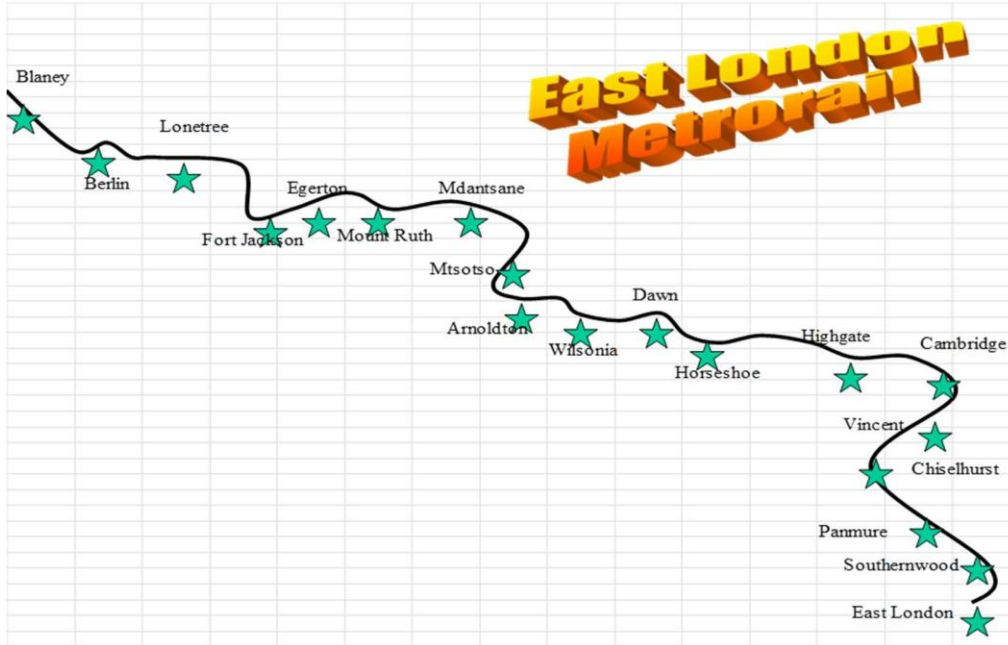 East London
Metrorail
Blaney
Lonetree
Berlin
Egerton
Mdantsane
Fort Jackson
Mount Ruth
Mtsotso
Dawn
Arnoldton
Wilsonia
Highgate
Cambridge
Horseshoe
Vincent
Chiselhurst
Panmure
Southernwood
East London